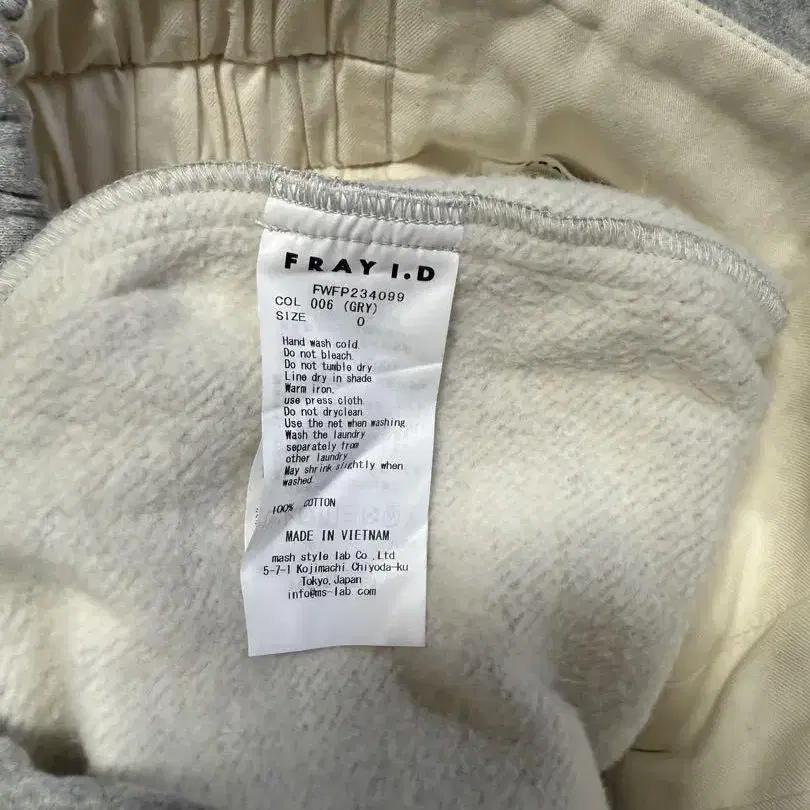 FRAY I.D
FWFP234099
COL 006 (GRY)
SIZE 0
Hand wash cold.
Do not bleach.
Do not tumble dry.
Line dry in shade
Warm iron.
use press cloth.
Do not dryclean
Use the net when washing.
Wash the laundry
separately from
other laundry
May shrink slightly when
washed.
100% COTTON
MADE IN VIETNAM
mash style lab Co.,Ltd
5-7-1 Kojimachi Chiyoda-ku
Tokyo,Japan
info@ms-lab.com